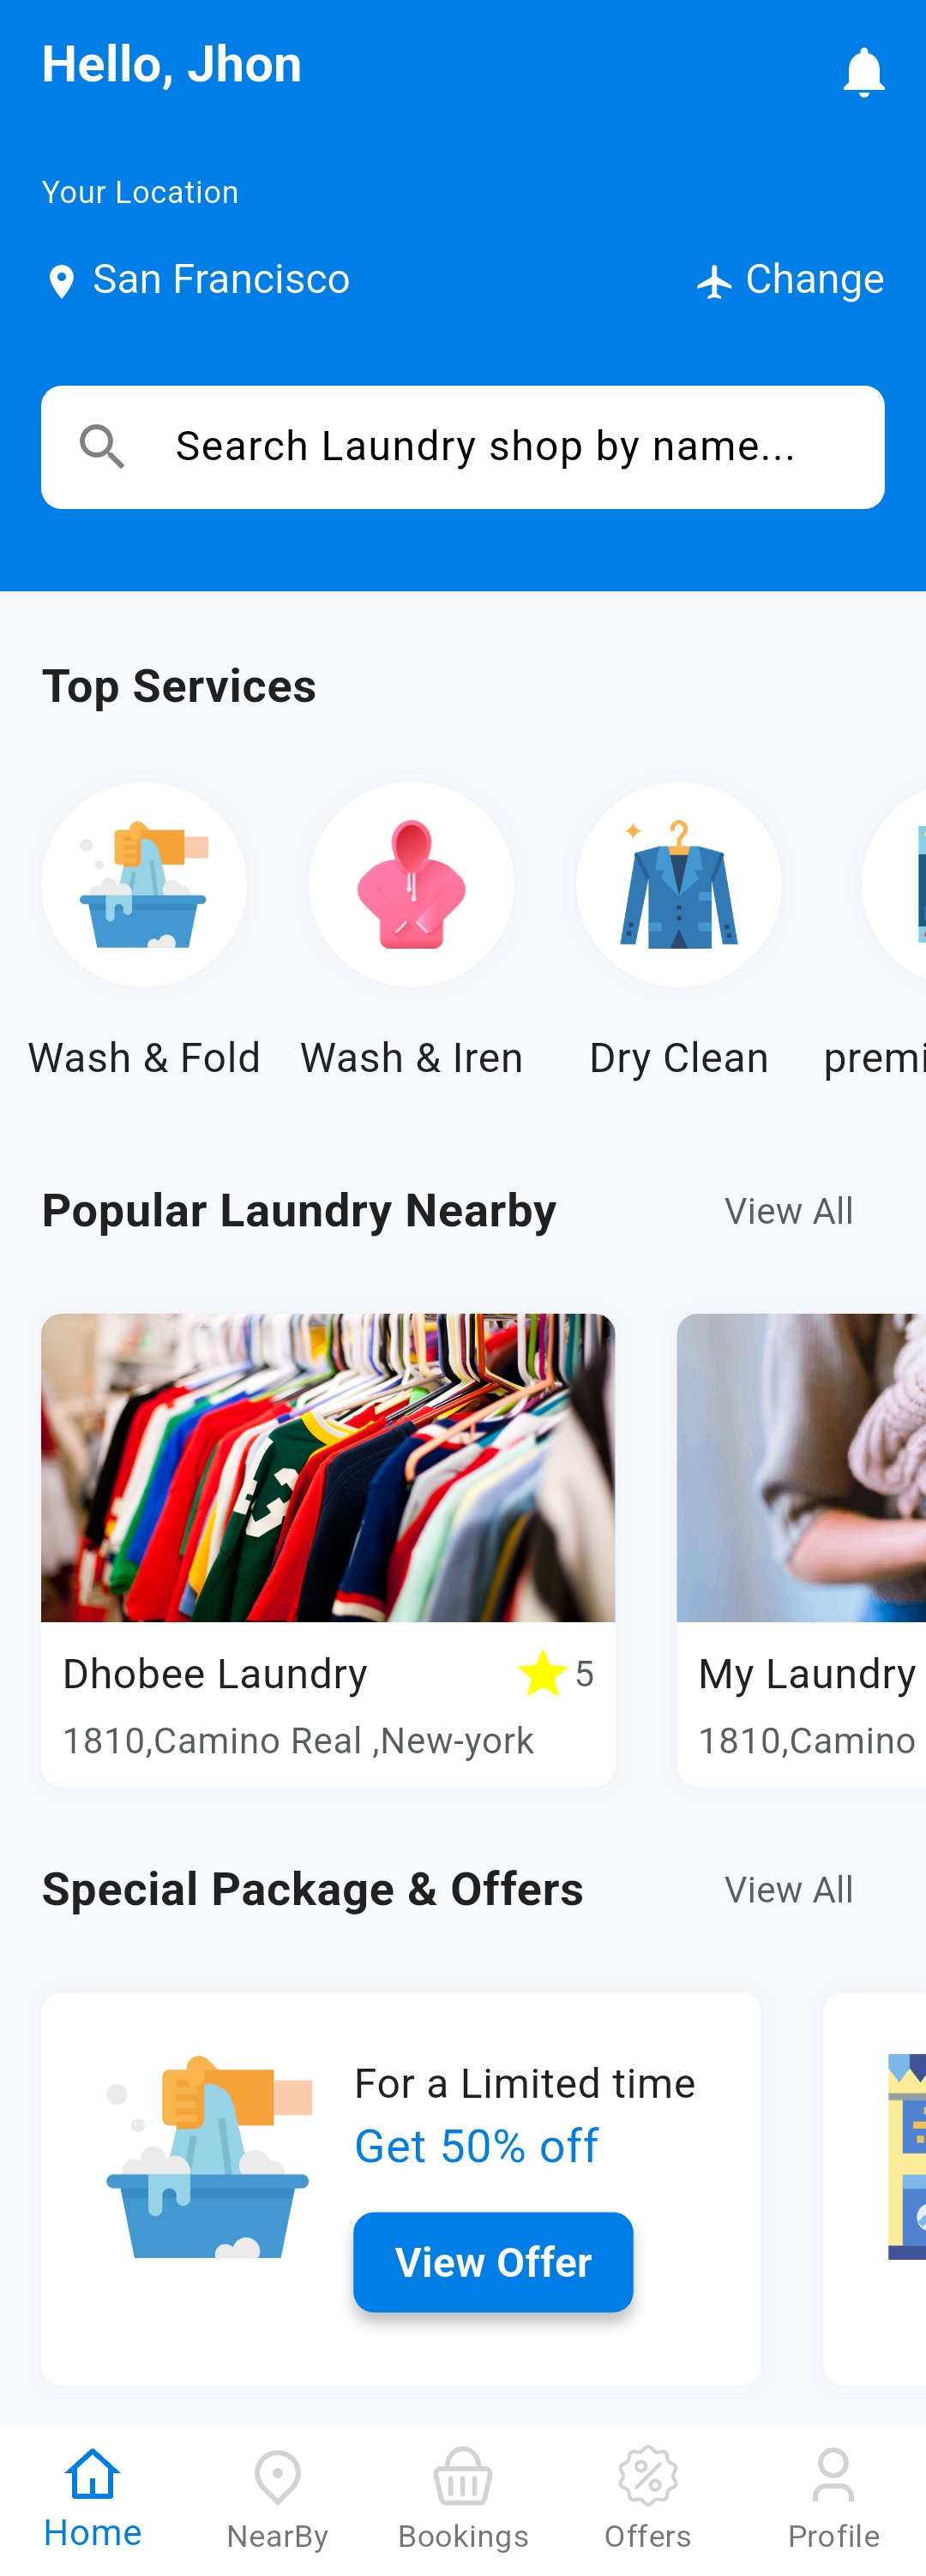 Hello, Jhon
Your Location
San Francisco
Change
Search Laundry shop by name...
Top Services
Wash & Fold
Wash & Iren
Dry Clean
premi
Popular Laundry Nearby
View All
3
Dhobee Laundry
5
1810,Camino Real ,New-york
My Laundry
1810,Camino
Special Package & Offers
View All
For a Limited time
Get 50% off
View Offer
Home
NearBy
Bookings
Offers
Profile